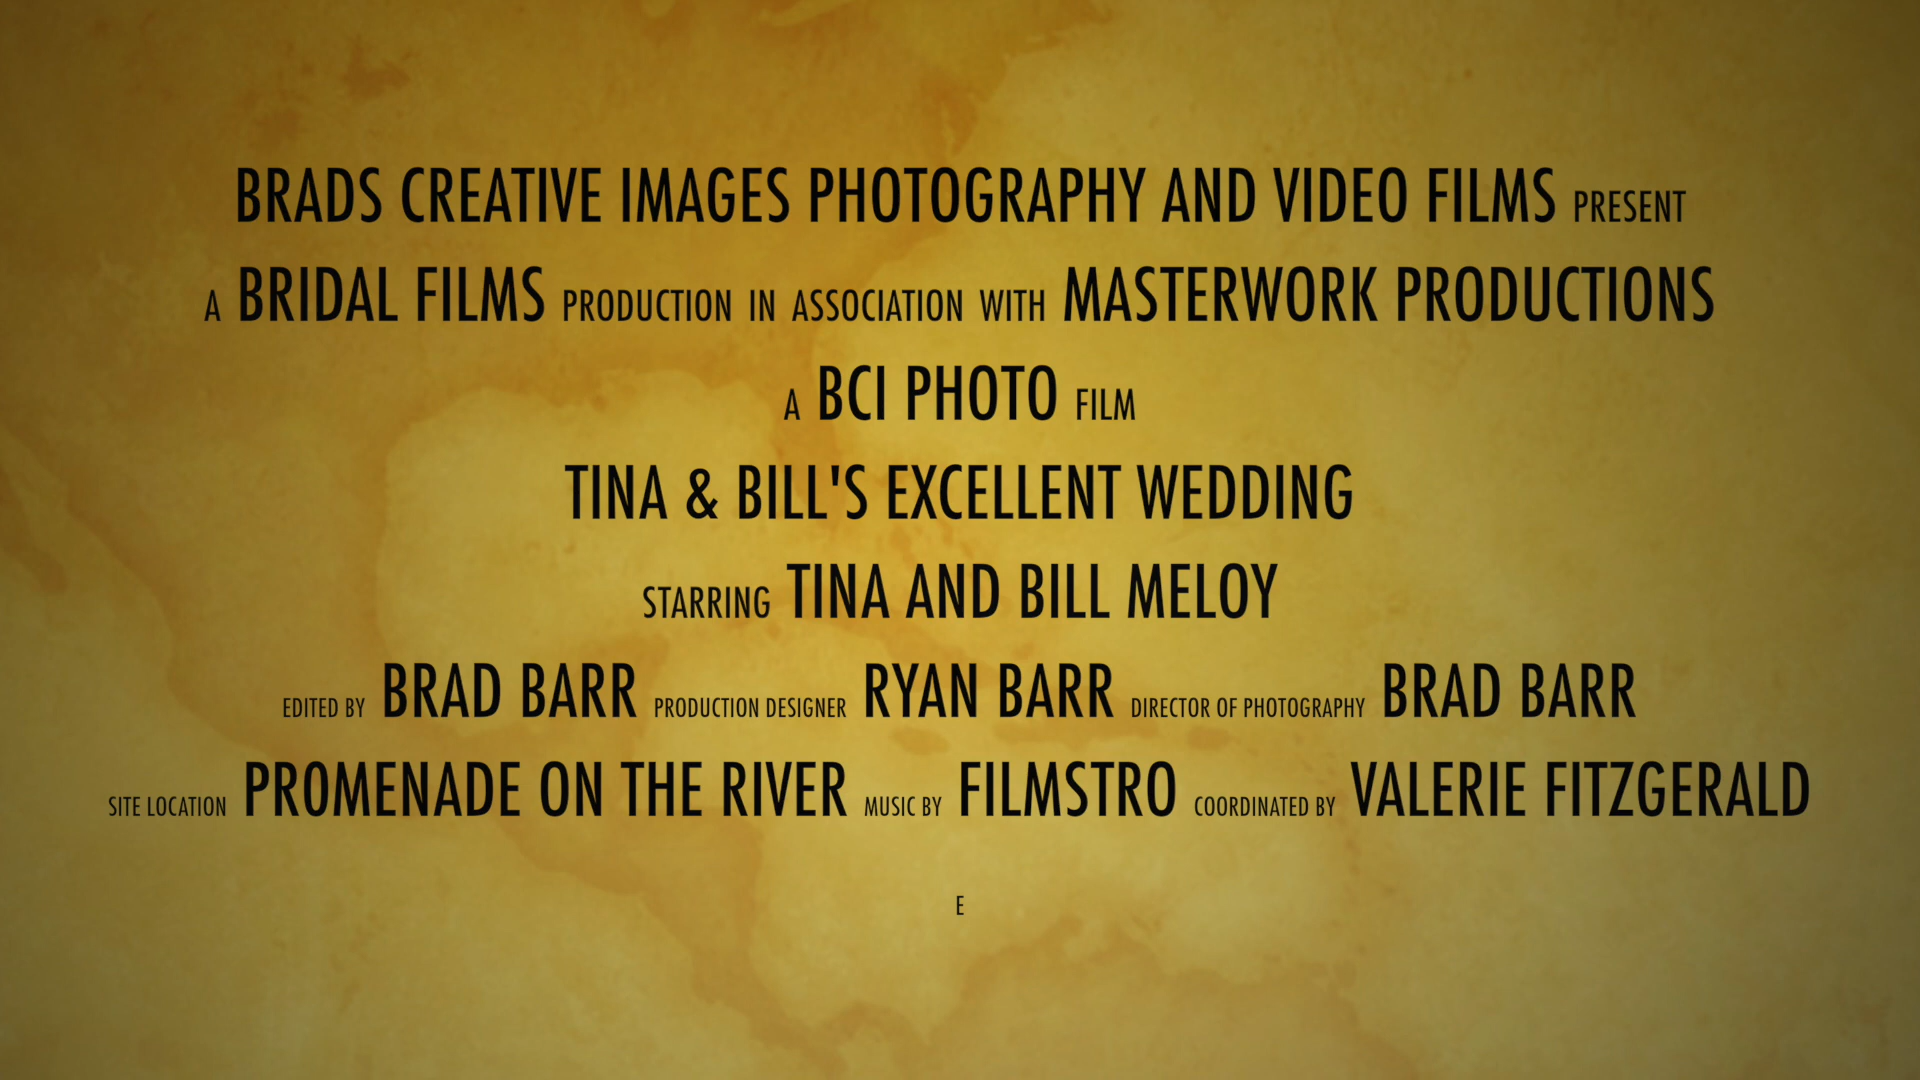 BRADS CREATIVE IMAGES PHOTOGRAPHY AND VIDEO FILMS PRESENT
A BRIDAL FILMS PRODUCTION IN ASSOCIATION WITH MASTERWORK PRODUCTIONS
A BCI PHOTO FILM
TINA & BILL'S EXCELLENT WEDDING
STARRING TINA AND BILL MELOY
EDITED BY BRAD BARR PRODUCTION DESIGNER RYAN BARR DIRECTOR OF PHOTOGRAPHY BRAD BARR
SITE LOCATION PROMENADE ON THE RIVER MUSIC BY FILMSTRO COORDINATED BY VALERIE FITZGERALD
E